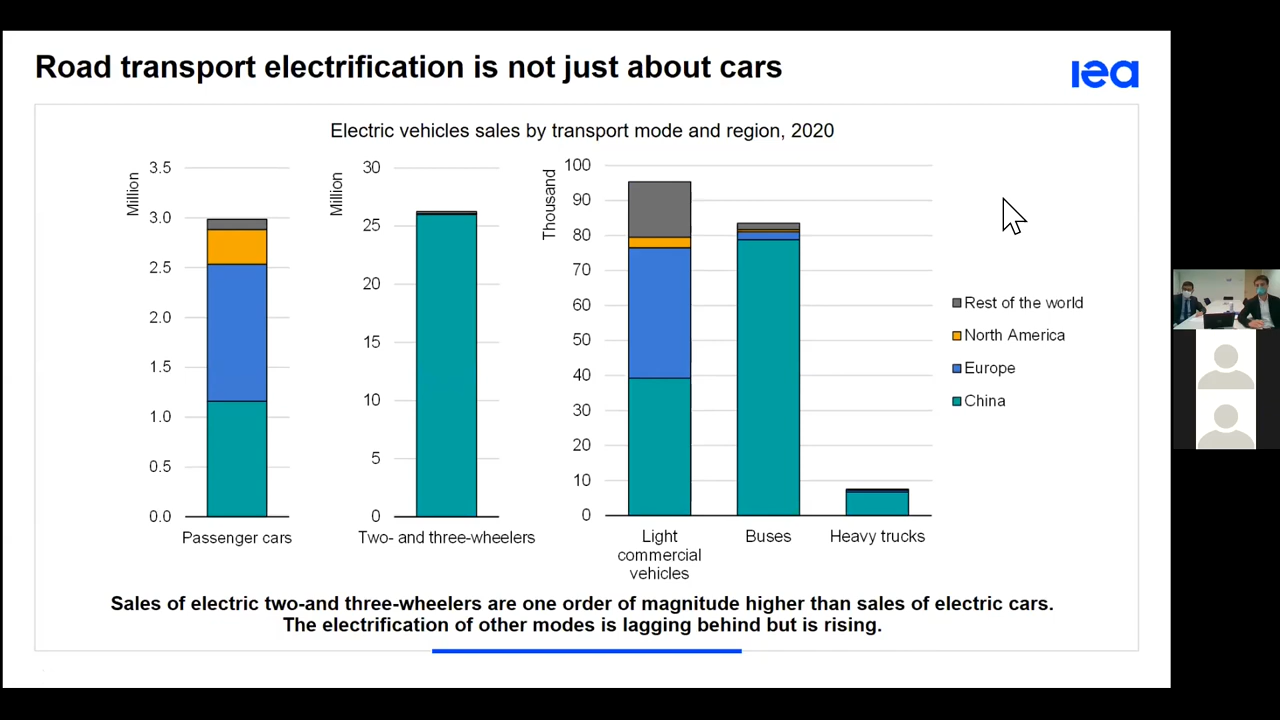 Road transport electrification is not just about cars
iea
Electric vehicles sales by transport mode and region, 2020
Million
3.5
3.0
2.5
2.0
1.5
1.0
0.5
0.0
Passenger cars
Million
30
25
20
15
10
5
0
Two- and three-wheelers
Thousand
100
90
80
70
60
50
40
30
20
10
0
Light
commercial
vehicles
Buses
Heavy trucks
Rest of the world
North America
Europe
China
Sales of electric two-and three-wheelers are one order of magnitude higher than sales of electric cars.
The electrification of other modes is lagging behind but is rising.